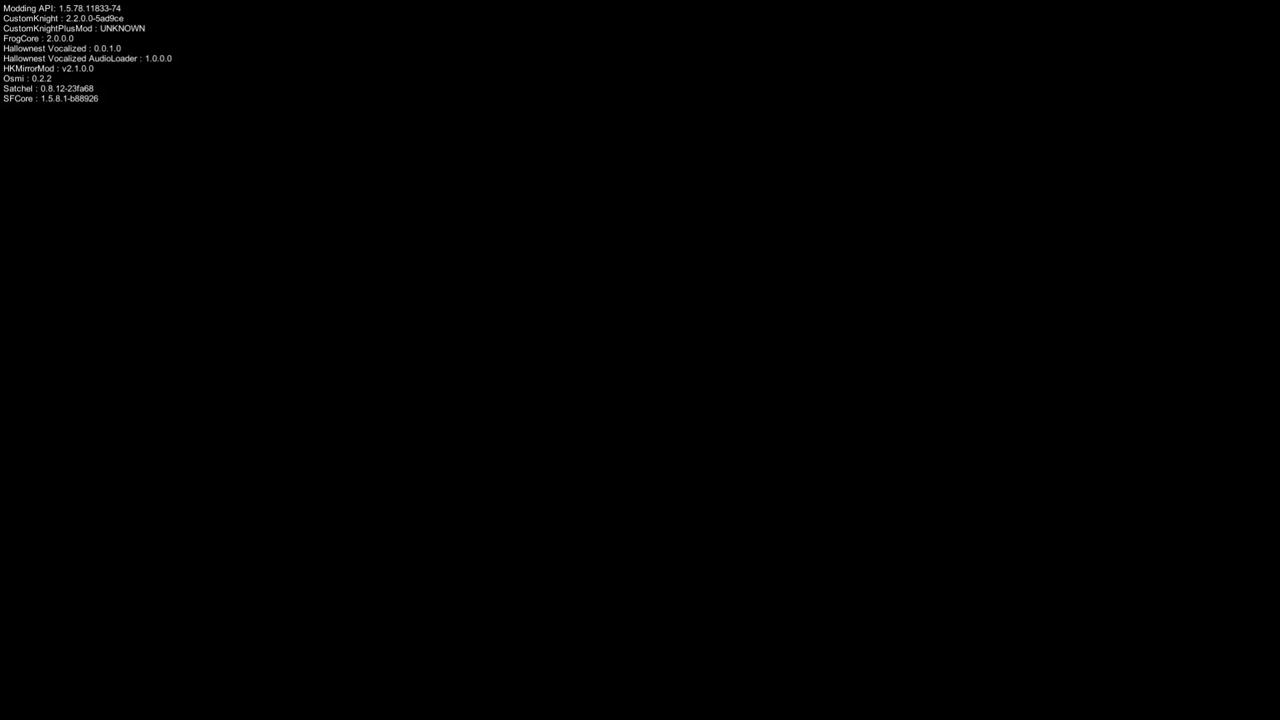 Modding API: 1.5.78.11833-74
CustomKnight : 2.2.0.0-5ad9ce
CustomKnightPlusMod : UNKNOWN
FrogCore : 2.0.0.0
Hallownest Vocalized : 0.0.1.0
Hallownest Vocalized AudioLoader : 1.0.0.0
HKMirrorMod : v2.1.0.0
Osmi : 0.2.2
Satchel : 0.8.12-23fa68
SFCore : 1.5.8.1-b88926